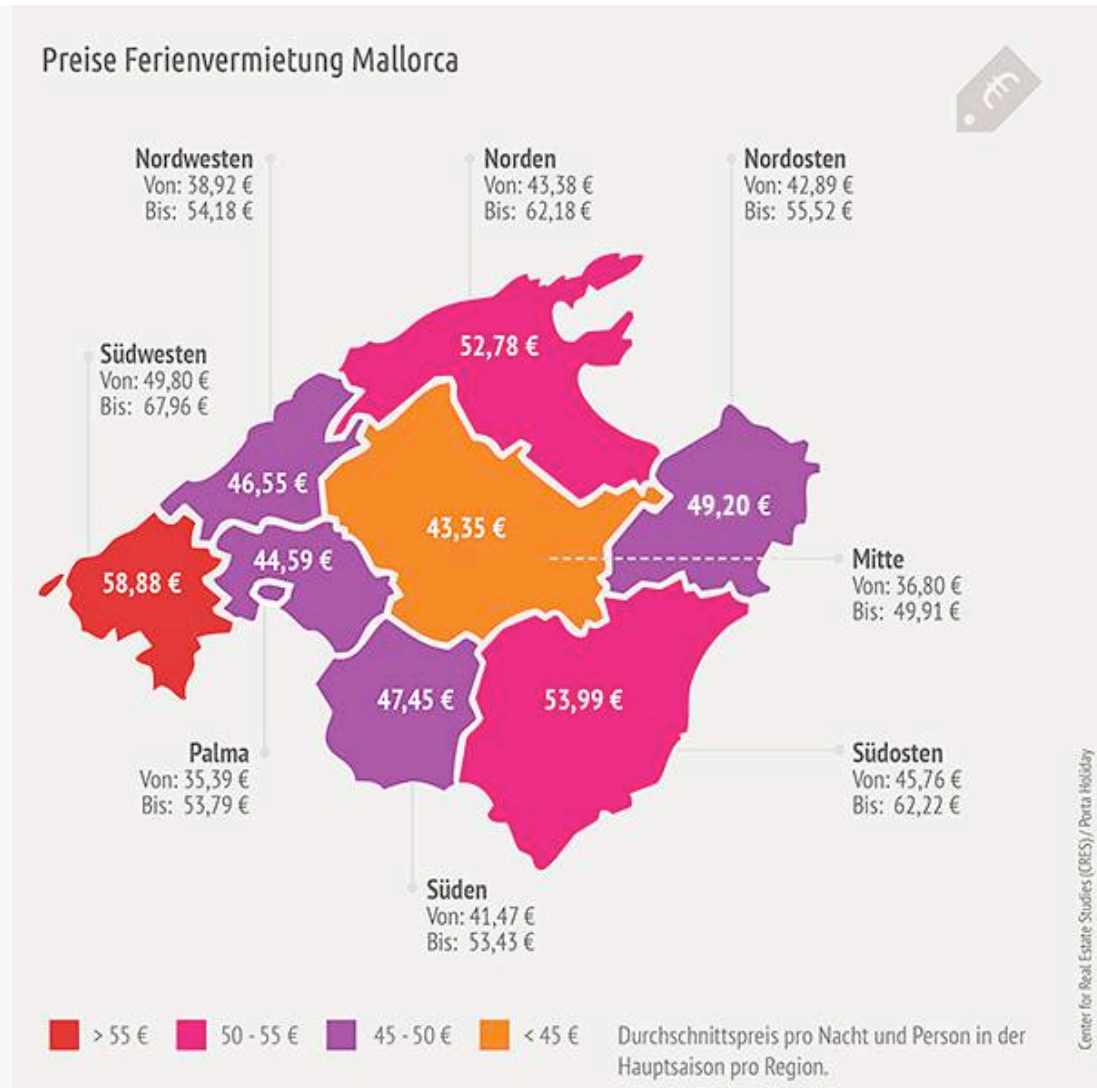 Preise Ferienvermietung Mallorca
€
Nordwesten
Von: 38,92 €
Bis: 54,18 €
Norden
Von: 43,38 €
Bis: 62,18 €
Nordosten
Von: 42,89 €
Bis: 55,52 €
Südwesten
Von: 49,80 €
Bis: 67,96 €
52,78 €
46,55 €
49,20 €
43,35 €
44,59 €
58,88 €
Mitte
Von: 36,80 €
Bis: 49,91 €
47,45 €
53,99 €
Palma
Von: 35,39 €
Bis: 53,79 €
Südosten
Von: 45,76 €
Bis: 62,22 €
Süden
Von: 41,47 €
Bis: 53,43 €
> 55 €
50 - 55 €
45 - 50 €
< 45 €
Durchschnittspreis pro Nacht und Person in der
Hauptsaison pro Region.
Center for Real Estate Studies (CRES) / Porta Holiday